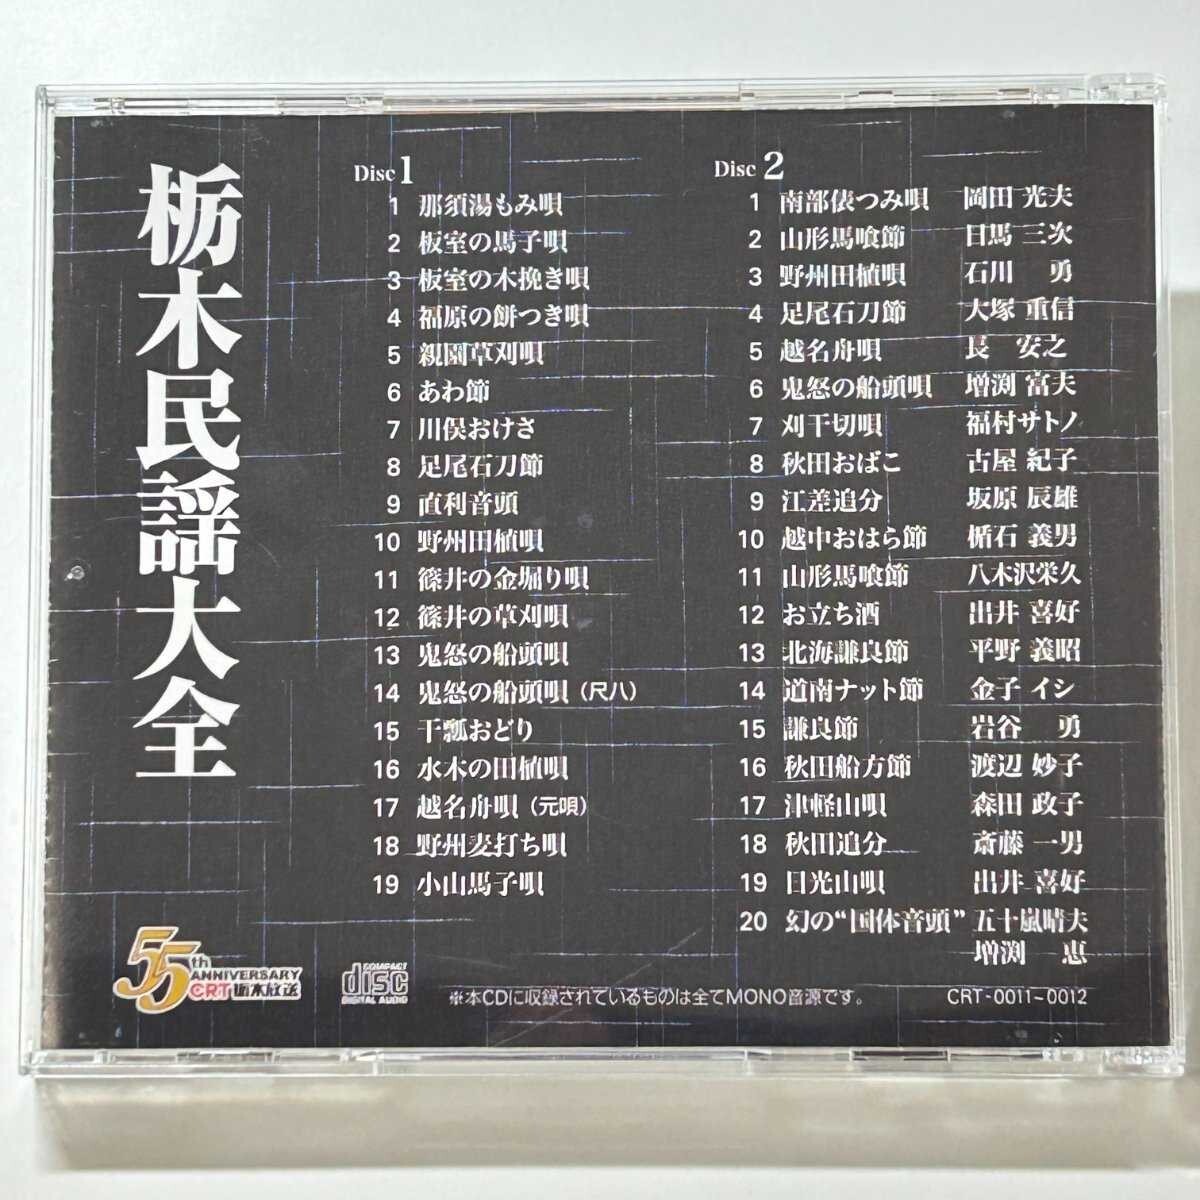 栃木民謡大全
Disc 1
1 那須湯もみ唄
2 板室の馬子唄
3 板室の木挽き唄
4 福原の餅つき唄
5 親園草刈唄
6 あわ節
7 川俣おけさ
8 足尾石刀節
9 直利音頭
10 野州田植唄
11 篠井の金堀り唄
12 篠井の草刈唄
13 鬼怒の船頭唄
14 鬼怒の船頭唄（尺八）
15 干瓢おどり
16 水木の田植唄
17 越名舟唄（元唄）
18 野州麦打ち唄
19 小山馬子唄
Disc 2
1 南部俵つみ唄 岡田 光夫
2 山形馬喰節 日馬 三次
3 野州田植唄 石川 勇
4 足尾石刀節 大塚 重信
5 越名舟唄 長 安之
6 鬼怒の船頭唄 増渕 富夫
7 刈干切唄 福村サトノ
8 秋田おばこ 古屋 紀子
9 江差追分 坂原 辰雄
10 越中おはら節 楯石 義男
11 山形馬喰節 八木沢栄久
12 お立ち酒 出井 喜好
13 北海謙良節 平野 義昭
14 道南ナット節 金子 イシ
15 謙良節 岩谷 勇
16 秋田船方節 渡辺 妙子
17 津軽山唄 森田 政子
18 秋田追分 斎藤 一男
19 日光山唄 出井 喜好
20 幻の“国体音頭” 五十嵐晴夫
増渕 恵
55th
ANNIVERSARY
CRT栃木放送
COMPACT
disc
DIGITAL AUDIO
※本CDに収録されているものは全てMONO音源です。
CRT-0011~0012